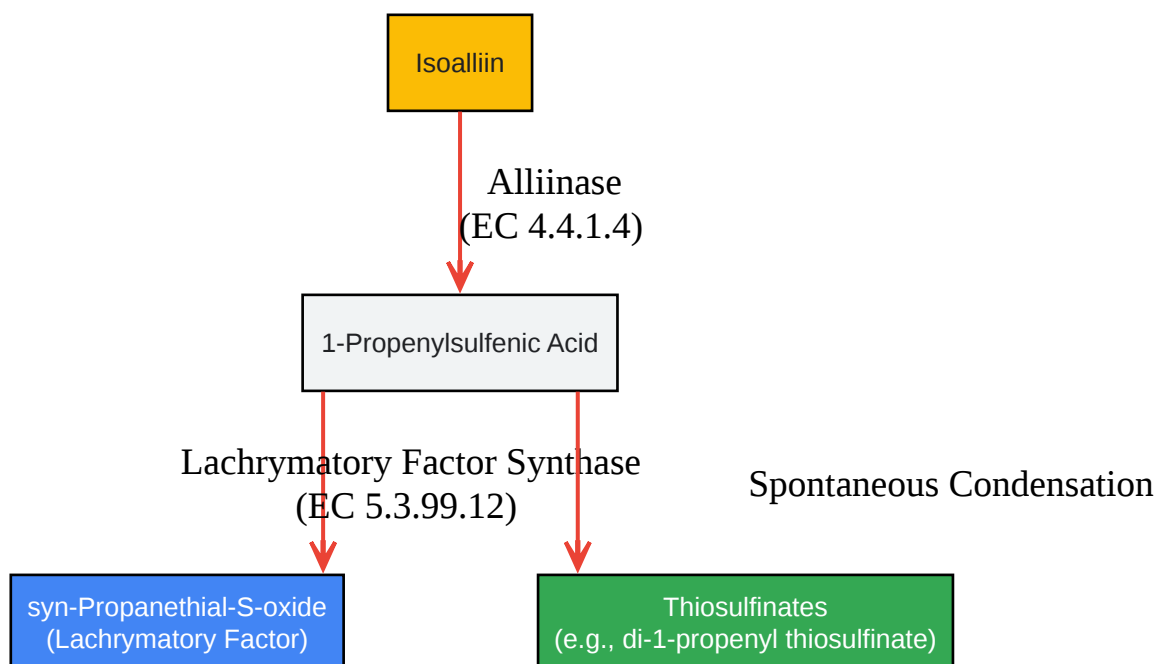 Isoalliin
Alliinase
(EC 4.4.1.4)
1-Propenylsulfenic Acid
Lachrymatory Factor Synthase
(EC 5.3.99.12)
Spontaneous Condensation
syn-Propanethial-S-oxide
(Lachrymatory Factor)
Thiosulfinates
(e.g., di-1-propenyl thiosulfinate)